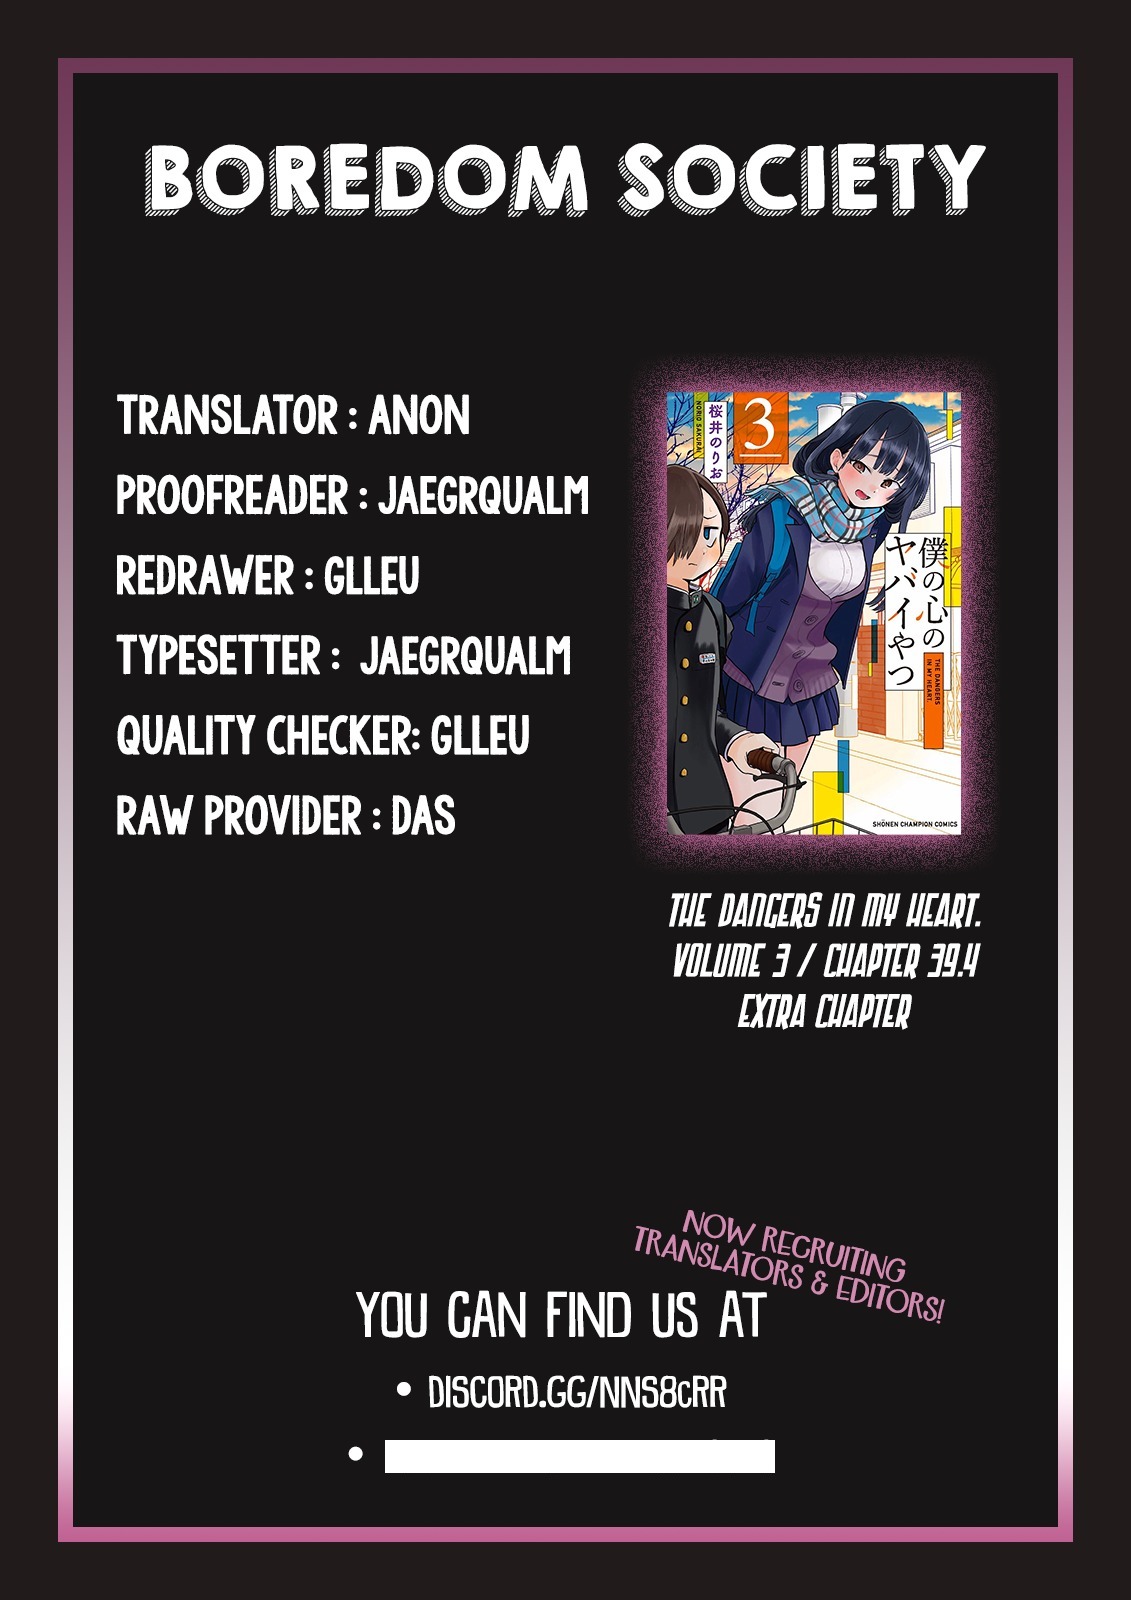 BOREDOM SOCIETY
TRANSLATOR : ANON
PROOFREADER : JAEGRQUALM
REDRAWER : GLLEU
TYPESETTER : JAEGRQUALM
QUALITY CHECKER: GLLEU
RAW PROVIDER : DAS
NORIO SAKURAI
桜井のりお
3
僕の心の
ヤバイやつ
THE DANGERS
IN MY HEART.
SHŌNEN CHAMPION COMICS
THE DANGERS IN MY HEART.
VOLUME 3 / CHAPTER 39.4
EXTRA CHAPTER
NOW RECRUITING
TRANSLATORS & EDITORS!
YOU CAN FIND US AT
• DISCORD.GG/NNS8cRR
•